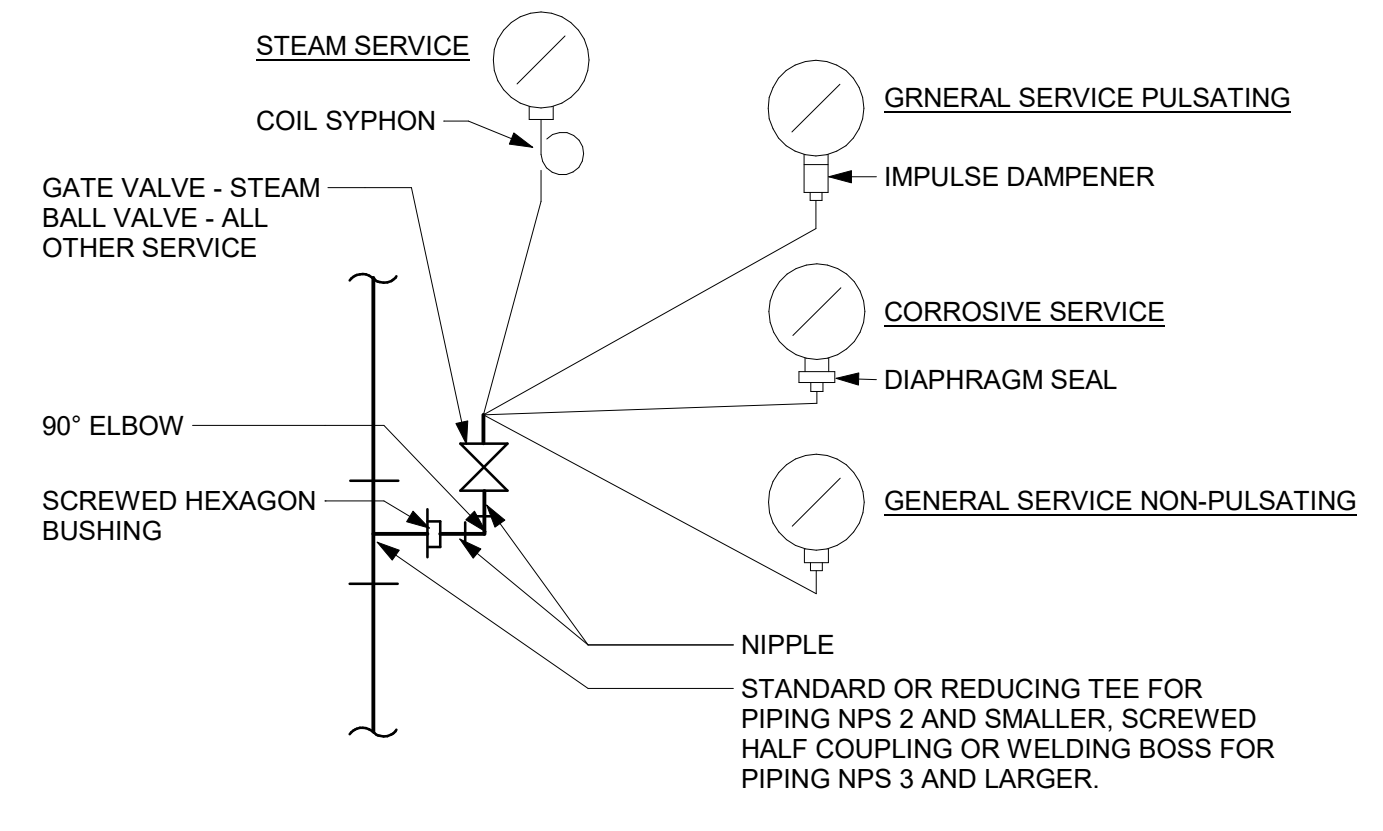 STEAM SERVICE
COIL SYPHON
GRNERAL SERVICE PULSATING
IMPULSE DAMPENER
GATE VALVE - STEAM
BALL VALVE - ALL
OTHER SERVICE
CORROSIVE SERVICE
DIAPHRAGM SEAL
90° ELBOW
SCREWED HEXAGON
BUSHING
GENERAL SERVICE NON-PULSATING
NIPPLE
STANDARD OR REDUCING TEE FOR
PIPING NPS 2 AND SMALLER, SCREWED
HALF COUPLING OR WELDING BOSS FOR
PIPING NPS 3 AND LARGER.